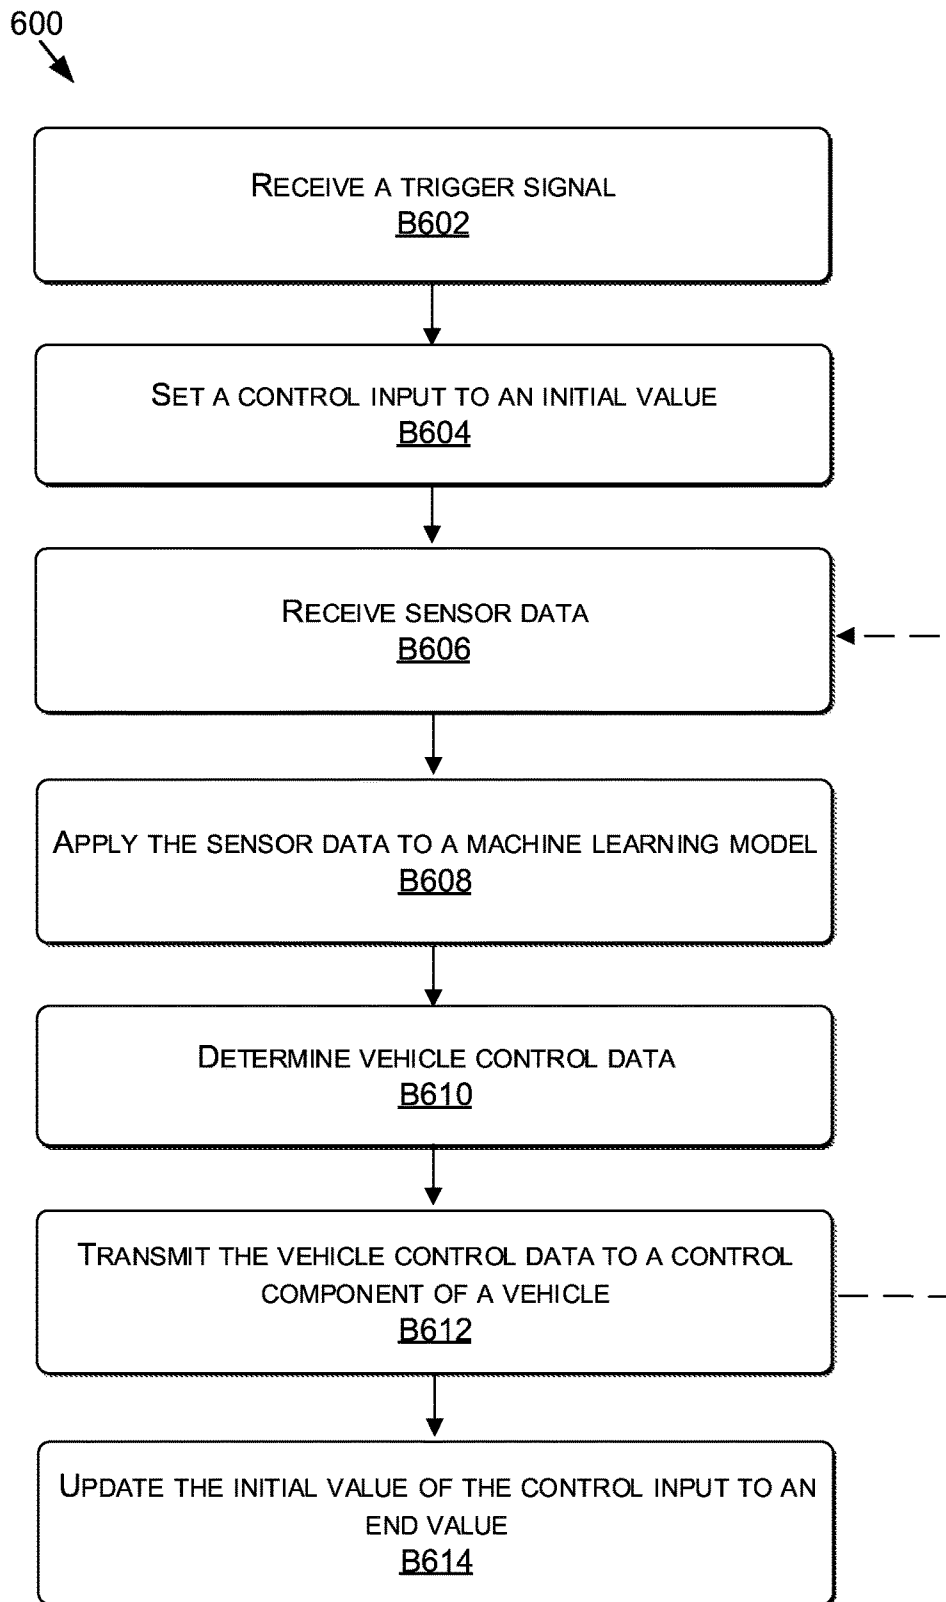 600
RECEIVE A TRIGGER SIGNAL
B602
SET A CONTROL INPUT TO AN INITIAL VALUE
B604
RECEIVE SENSOR DATA
B606
APPLY THE SENSOR DATA TO A MACHINE LEARNING MODEL
B608
DETERMINE VEHICLE CONTROL DATA
B610
TRANSMIT THE VEHICLE CONTROL DATA TO A CONTROL
COMPONENT OF A VEHICLE
B612
UPDATE THE INITIAL VALUE OF THE CONTROL INPUT TO AN
END VALUE
B614